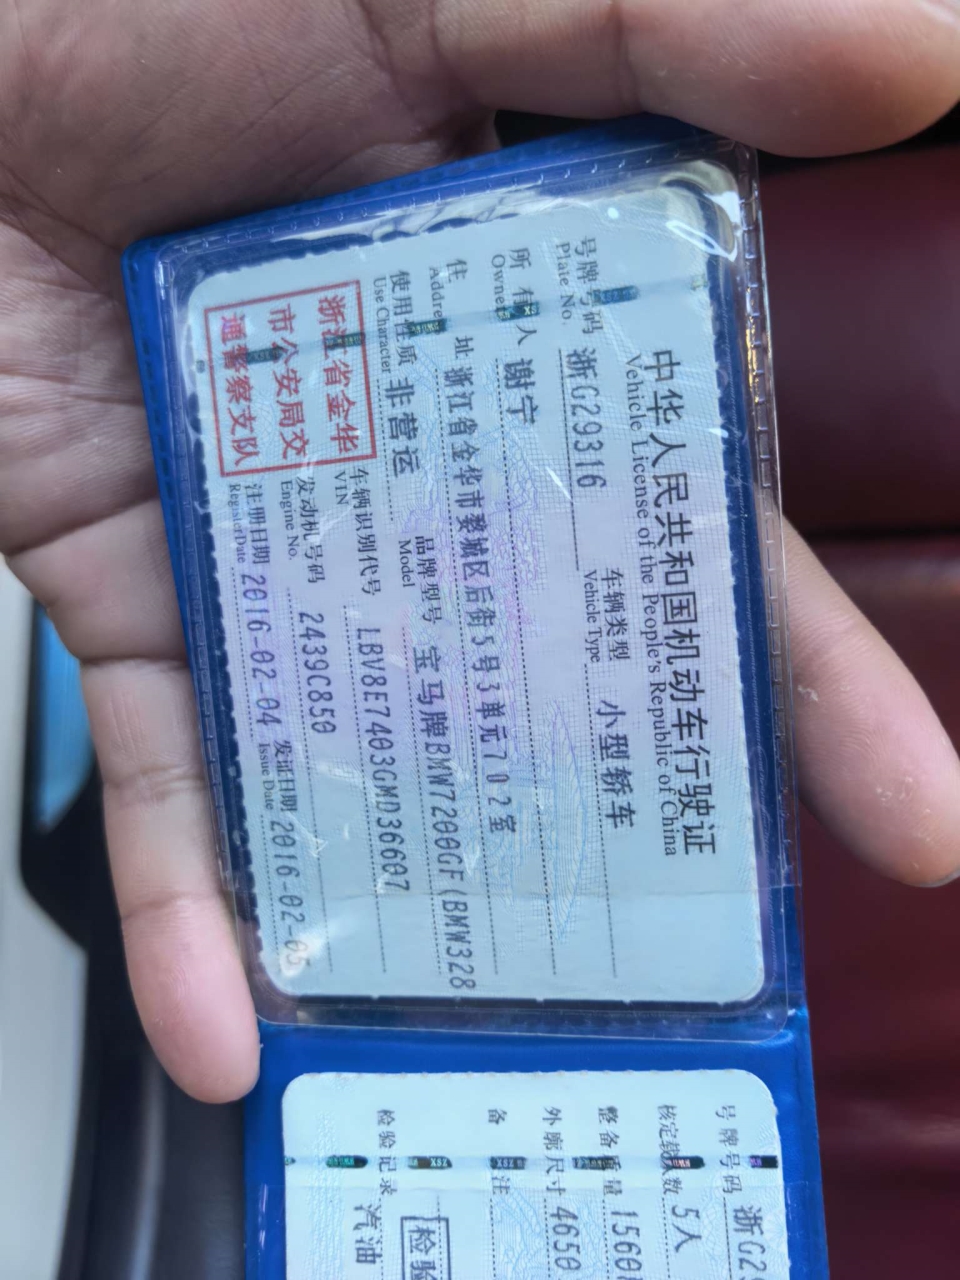 中华人民共和国机动车行驶证
Vehicle License of the People's Republic of China
号牌号码 浙G29316 车辆类型 小型轿车
Plate No. Vehicle Type
所有人 谢宁
Owner
住址 浙江省金华市婺城区后街5号3单元702室
Address
使用性质 非营运 品牌型号 宝马牌BMW7200GF(BMW328
Use Character Model
浙江省金华
市公安局交
通警察支队
车辆识别代号 LBV8E7403GMD36607
VIN
发动机号码 2439C850
Engine No.
注册日期 2016-02-04 发证日期 2016-02-05
Register Date Issue Date
号牌号码 浙G2
核定载人数 5人
整备质量 1560
外廓尺寸 4650
备注
检验记录 检验
汽油